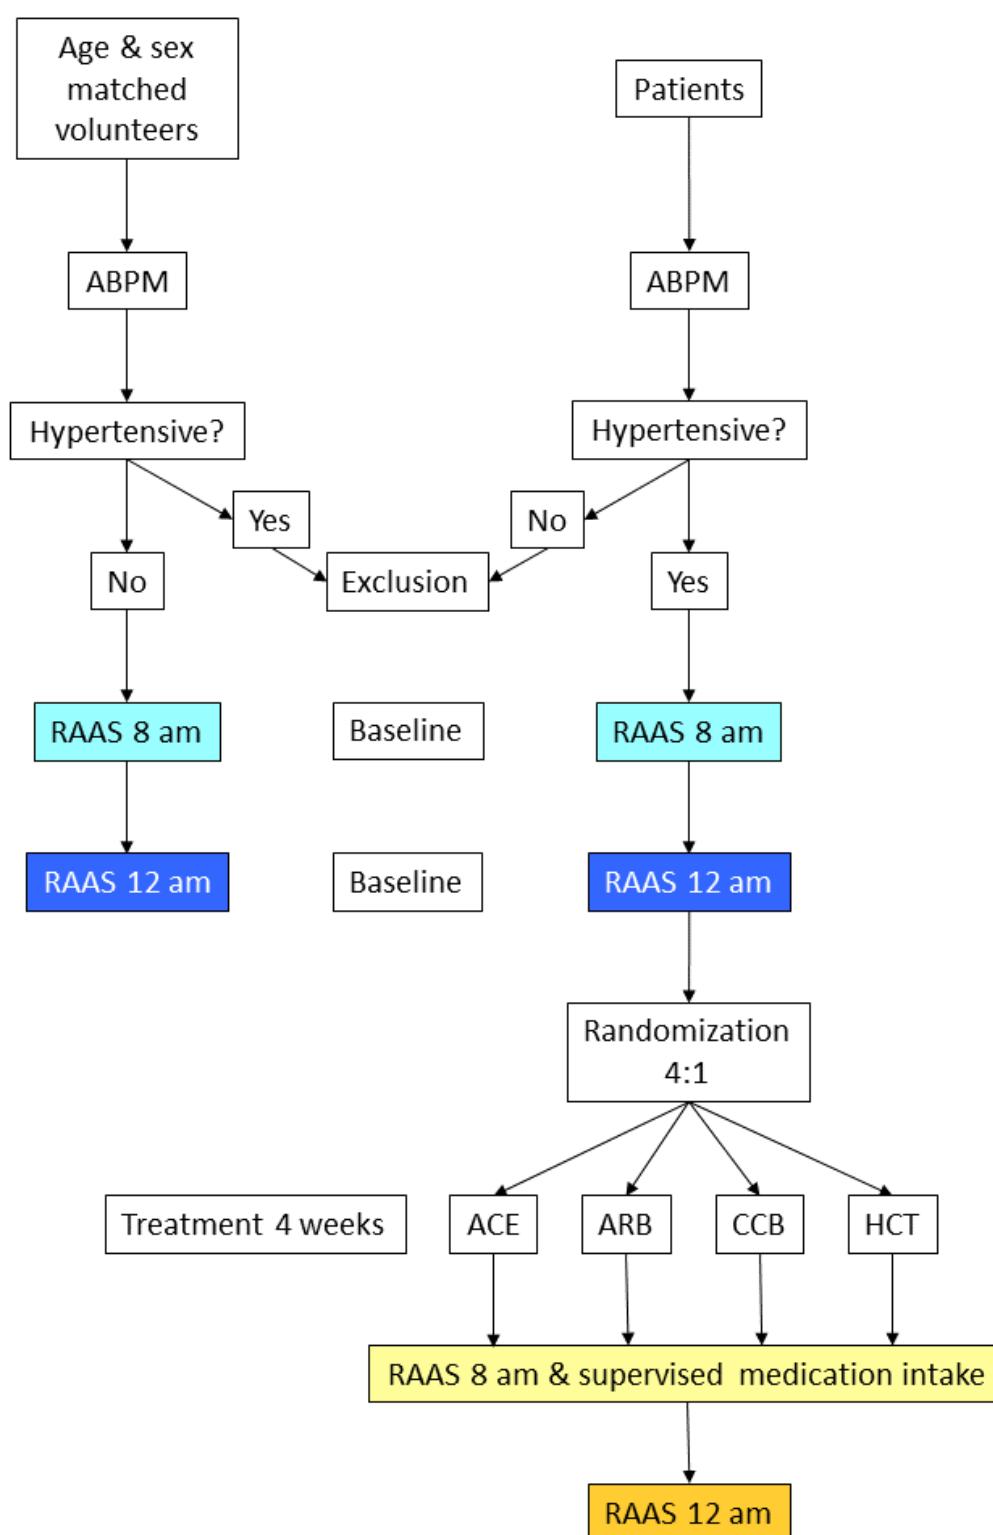 Age & sex
matched
volunteers
Patients
ABPM
ABPM
Hypertensive?
Hypertensive?
Yes
No
No
Exclusion
Yes
RAAS 8 am
Baseline
RAAS 8 am
RAAS 12 am
Baseline
RAAS 12 am
Randomization
4:1
Treatment 4 weeks
ACE
ARB
CCB
HCT
RAAS 8 am & supervised medication intake
RAAS 12 am